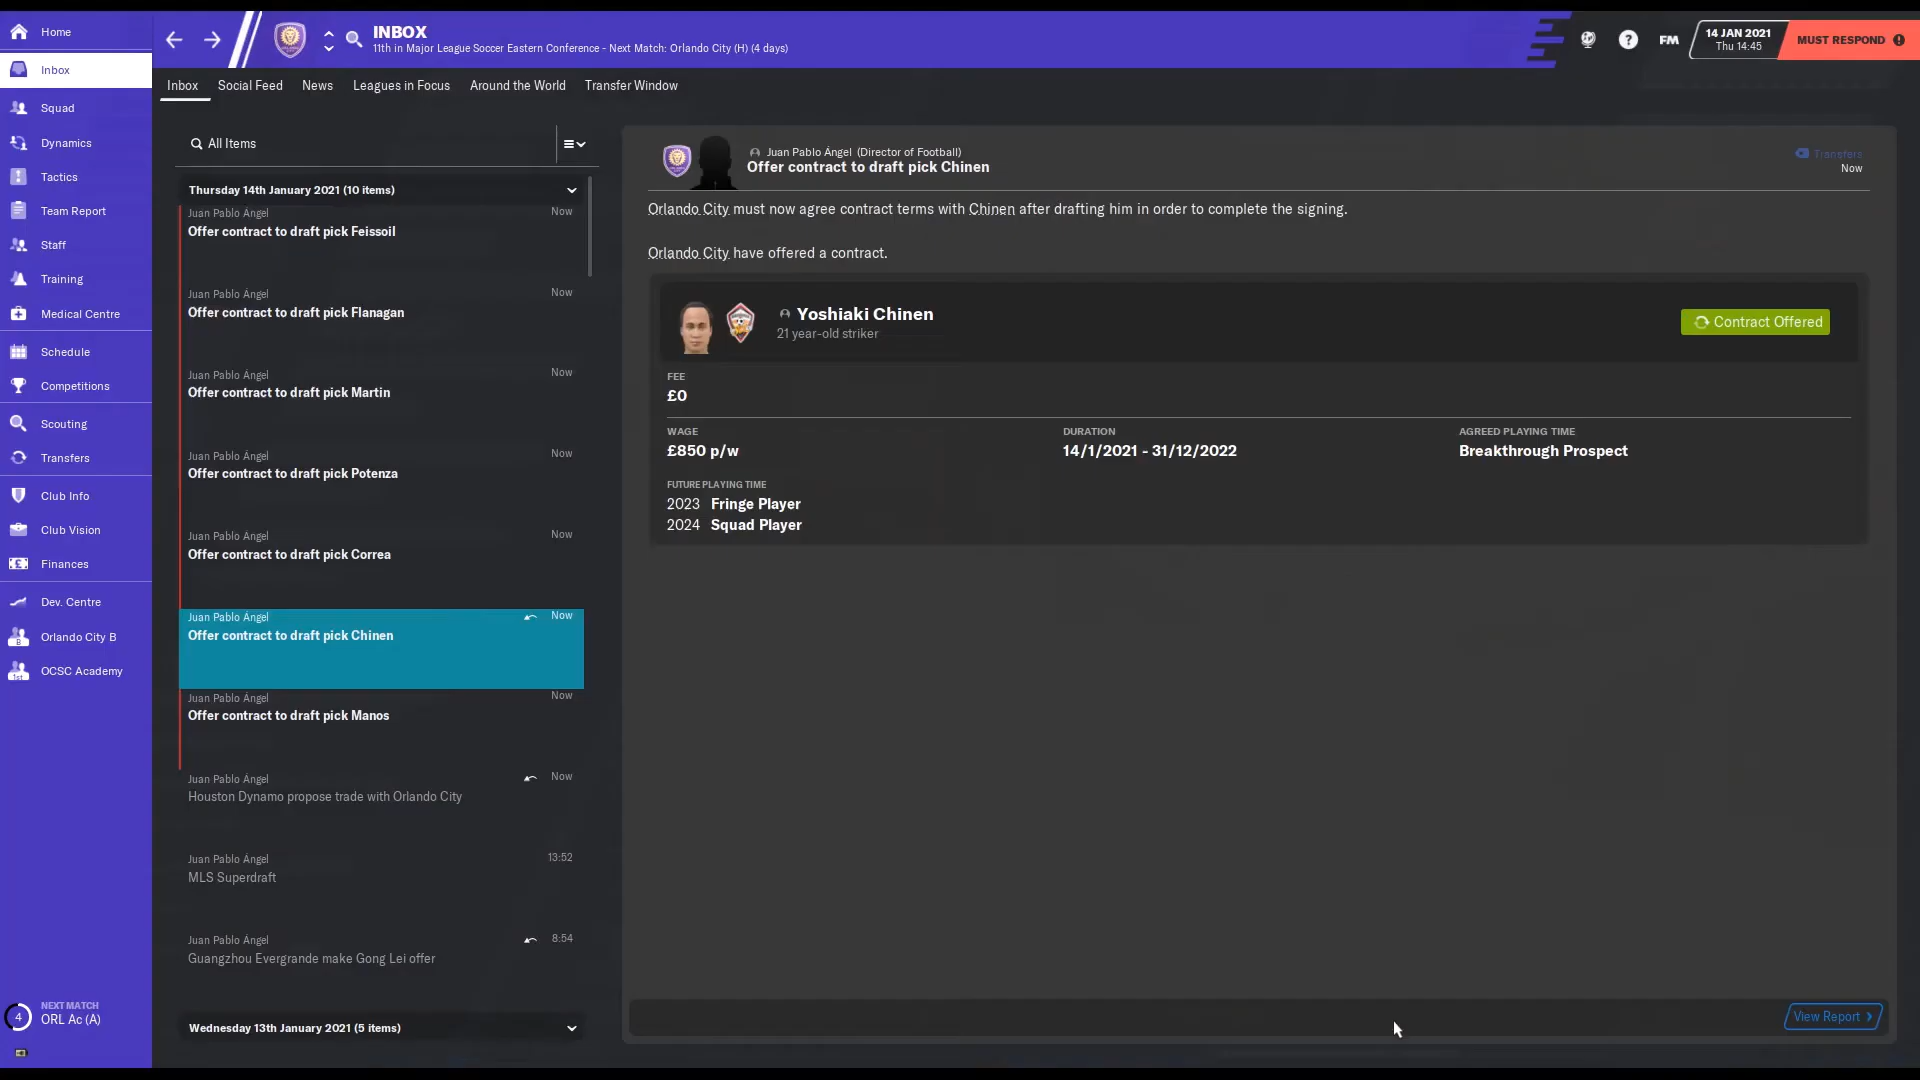 Home
Inbox
Squad
Dynamics
Tactics
Team Report
Staff
Training
Medical Centre
Schedule
Competitions
Scouting
Transfers
Club Info
Club Vision
Finances
Dev. Centre
Orlando City B
OCSC Academy
4
NEXT MATCH
ORL Ac (A)
INBOX
11th in Major League Soccer Eastern Conference - Next Match: Orlando City (H) (4 days)
FM
14 JAN 2021
Thu 14:45
MUST RESPOND
Inbox Social Feed News Leagues in Focus Around the World Transfer Window
All Items
Thursday 14th January 2021 (10 items)
Juan Pablo Ángel Now
Offer contract to draft pick Feissoil
Juan Pablo Ángel Now
Offer contract to draft pick Flanagan
Juan Pablo Ángel Now
Offer contract to draft pick Martin
Juan Pablo Ángel Now
Offer contract to draft pick Potenza
Juan Pablo Ángel Now
Offer contract to draft pick Correa
Juan Pablo Ángel Now
Offer contract to draft pick Chinen
Juan Pablo Ángel Now
Offer contract to draft pick Manos
Juan Pablo Ángel Now
Houston Dynamo propose trade with Orlando City
Juan Pablo Ángel 13:52
MLS Superdraft
Juan Pablo Ángel 8:54
Guangzhou Evergrande make Gong Lei offer
Wednesday 13th January 2021 (5 items)
Juan Pablo Ángel (Director of Football)
Offer contract to draft pick Chinen
Transfers
Now
Orlando City must now agree contract terms with Chinen after drafting him in order to complete the signing.
Orlando City have offered a contract.
Yoshiaki Chinen
21 year-old striker
Contract Offered
FEE
£0
WAGE
£850 p/w
DURATION
14/1/2021 - 31/12/2022
AGREED PLAYING TIME
Breakthrough Prospect
FUTURE PLAYING TIME
2023 Fringe Player
2024 Squad Player
View Report